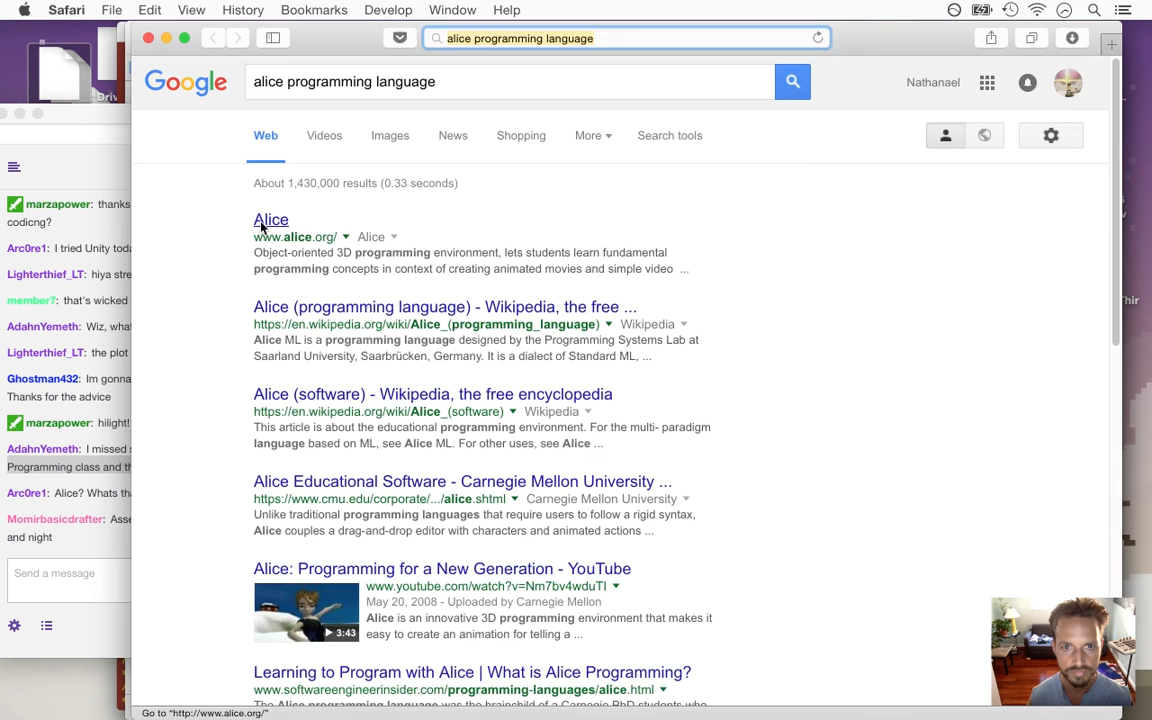 Safari File Edit View History Bookmarks Develop Window Help
alice programming language
Google
alice programming language
Nathanael
Web Videos Images News Shopping More Search tools
About 1,430,000 results (0.33 seconds)
Alice
www.alice.org/ Alice
Object-oriented 3D programming environment, lets students learn fundamental
programming concepts in context of creating animated movies and simple video ...
Alice (programming language) - Wikipedia, the free ...
https://en.wikipedia.org/wiki/Alice_(programming_language) Wikipedia
Alice ML is a programming language designed by the Programming Systems Lab at
Saarland University, Saarbrücken, Germany. It is a dialect of Standard ML, ...
Alice (software) - Wikipedia, the free encyclopedia
https://en.wikipedia.org/wiki/Alice_(software) Wikipedia
This article is about the educational programming environment. For the multi- paradigm
language based on ML, see Alice ML. For other uses, see Alice ...
Alice Educational Software - Carnegie Mellon University ...
https://www.cmu.edu/corporate/.../alice.shtml Carnegie Mellon University
Unlike traditional programming languages that require users to follow a rigid syntax,
Alice couples a drag-and-drop editor with characters and animated actions ...
Alice: Programming for a New Generation - YouTube
www.youtube.com/watch?v=Nm7bv4wduTI
May 20, 2008 - Uploaded by Carnegie Mellon
Alice is an innovative 3D programming environment that makes it
easy to create an animation for telling a ...
3:43
Learning to Program with Alice | What is Alice Programming?
www.softwareengineerinsider.com/programming-languages/alice.html
Go to "http://www.alice.org/"
marzapower: thanks
codicng?
Arc0re1: I tried Unity toda
Lighterthief_LT: hiya stre
member7: that's wicked
AdahnYemeth: Wiz, what
Lighterthief_LT: the plot
Ghostman432: Im gonna
Thanks for the advice
marzapower: hilight!
AdahnYemeth: I missed
Programming class and th
Arc0re1: Alice? Whats tha
Momirbasicdrafter: Asse
and night
Send a message